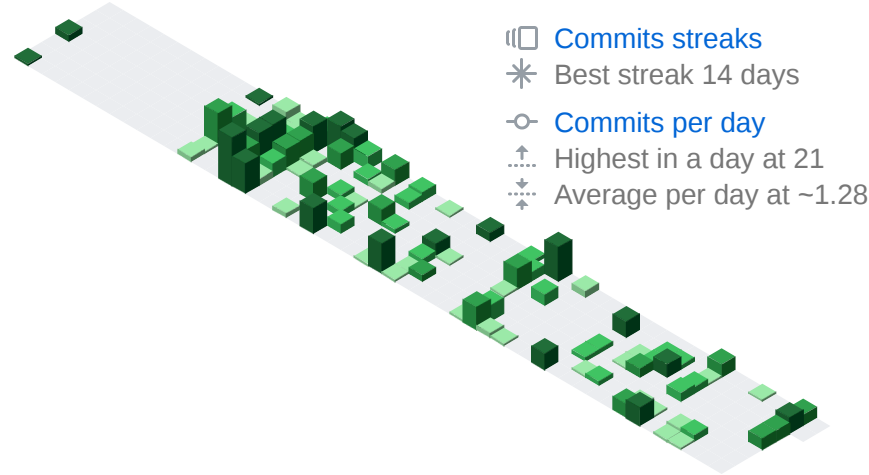 Commits streaks
Best streak 14 days
Commits per day
Highest in a day at 21
Average per day at ~1.28